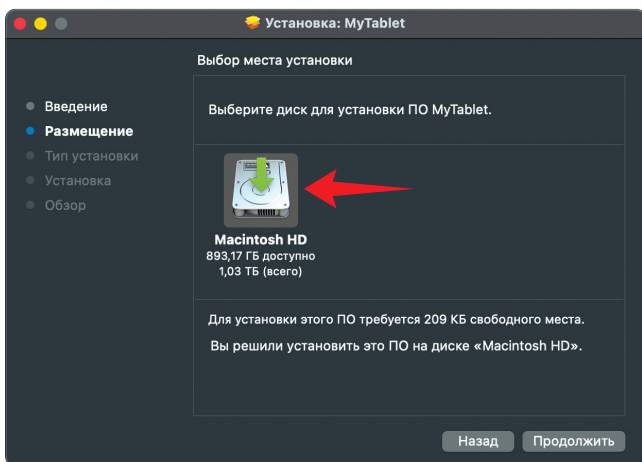 Установка: MyTablet
Выбор места установки
Введение
Размещение
Тип установки
Установка
Обзор
Выберите диск для установки ПО MyTablet.
Macintosh HD
893,17 ГБ доступно
1,03 ТБ (всего)
Для установки этого ПО требуется 209 КБ свободного места.
Вы решили установить это ПО на диске «Macintosh HD».
Назад
Продолжить